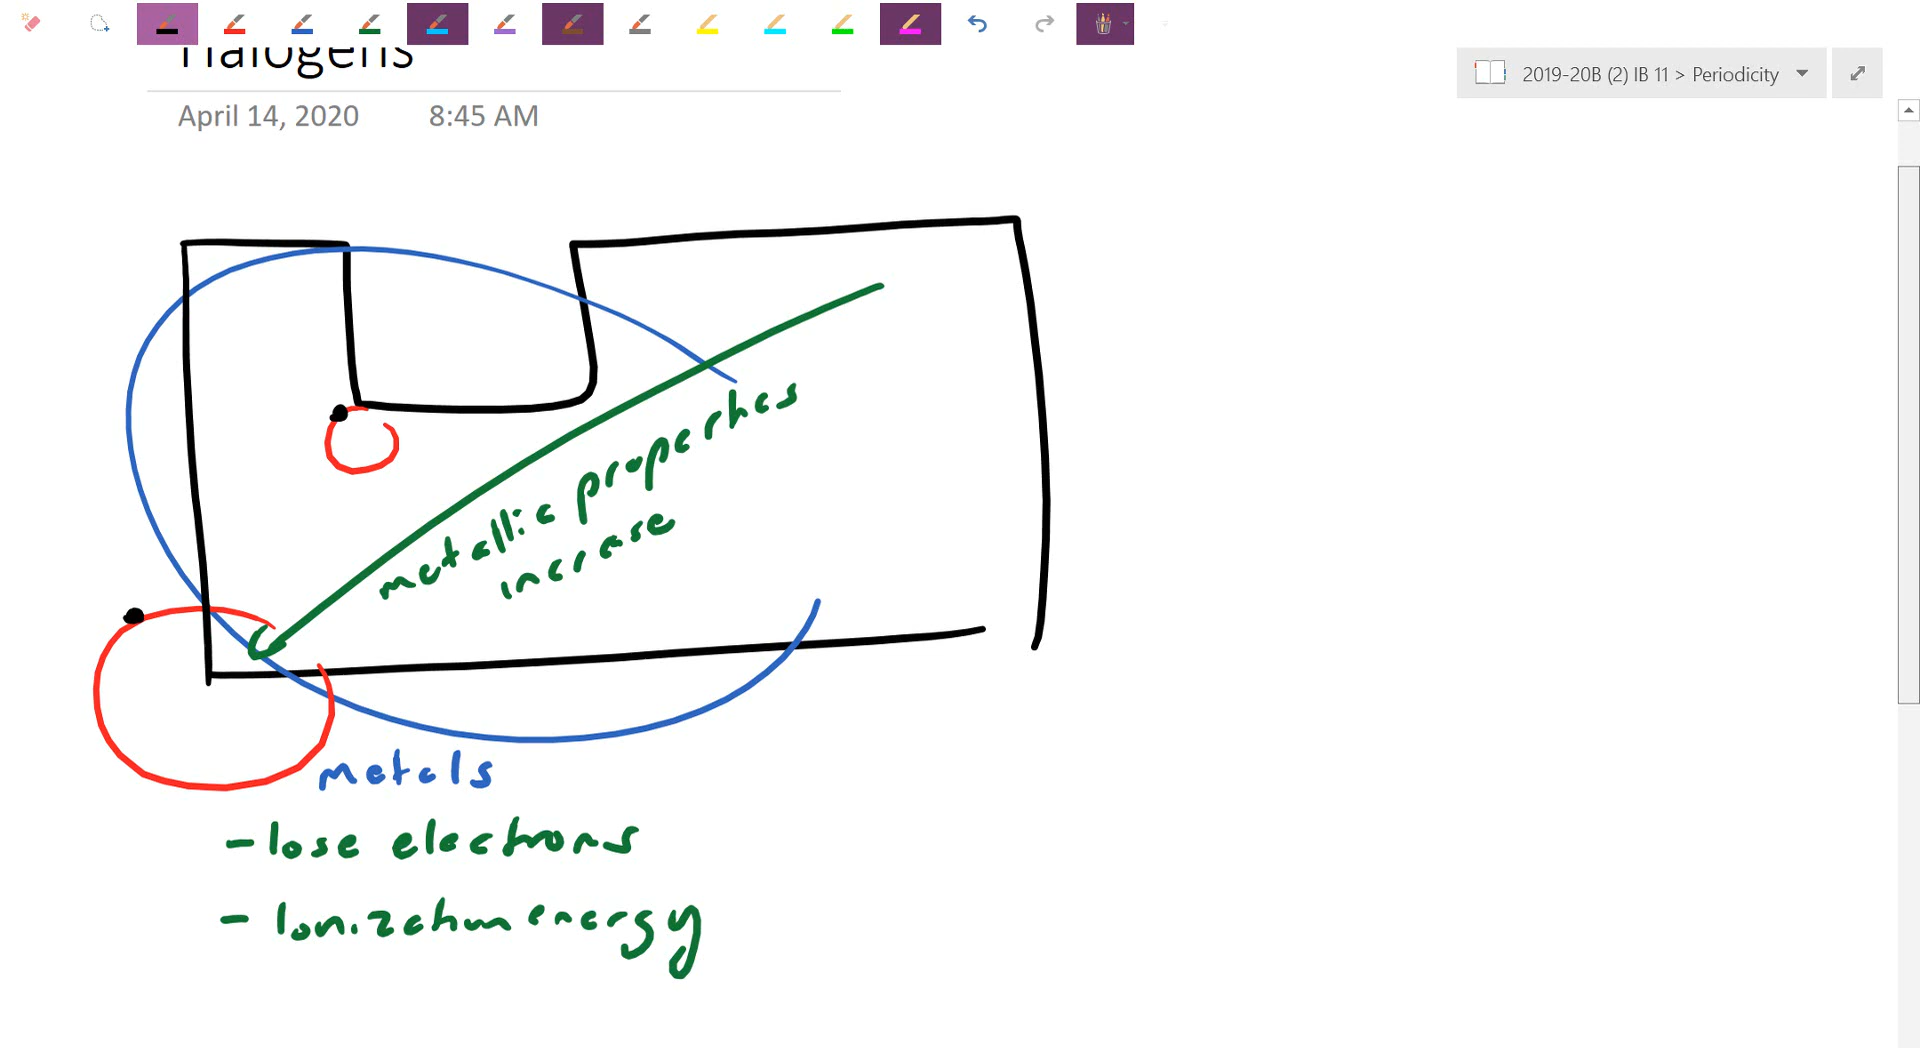 Halogens
2019-20B (2) IB 11 > Periodicity
April 14, 2020 8:45 AM
metallic properties
increase
metals
- lose electrons
- Ionization energy